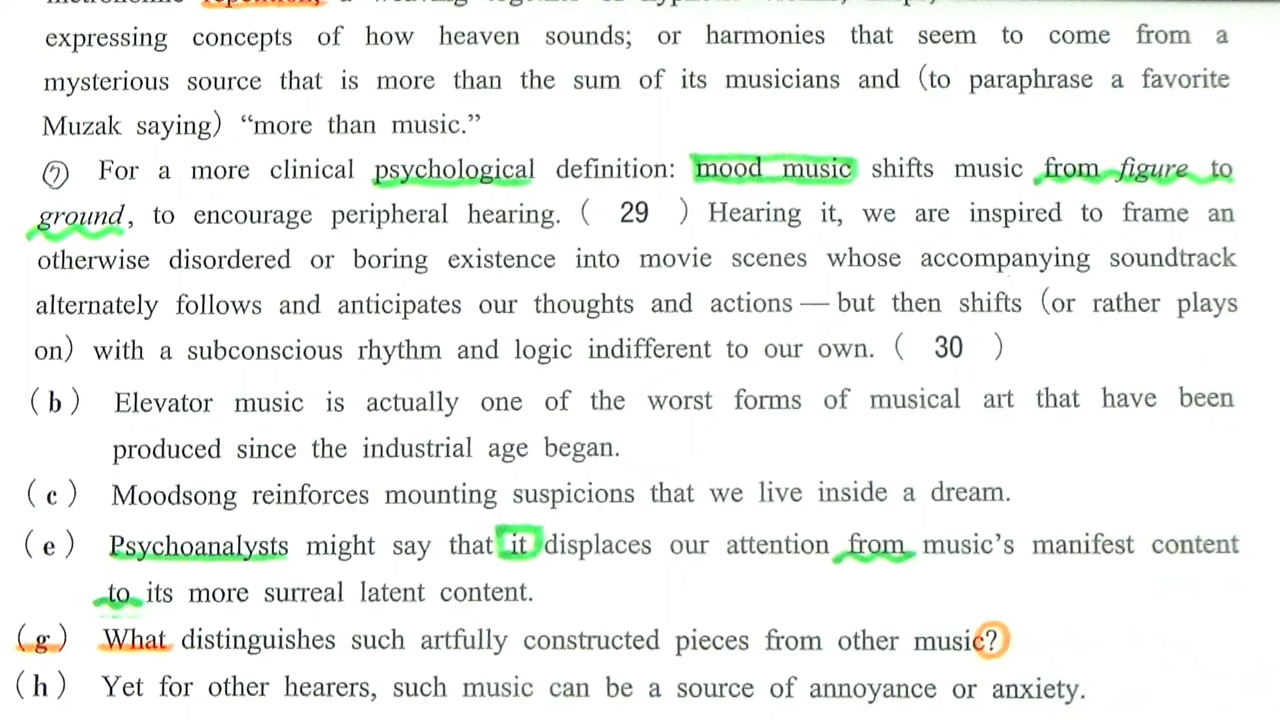 expressing concepts of how heaven sounds; or harmonies that seem to come from a
mysterious source that is more than the sum of its musicians and (to paraphrase a favorite
Muzak saying) “more than music.”
⑦ For a more clinical psychological definition: mood music shifts music from figure to
ground, to encourage peripheral hearing. ( 29 ) Hearing it, we are inspired to frame an
otherwise disordered or boring existence into movie scenes whose accompanying soundtrack
alternately follows and anticipates our thoughts and actions — but then shifts (or rather plays
on) with a subconscious rhythm and logic indifferent to our own. ( 30 )
(b) Elevator music is actually one of the worst forms of musical art that have been
produced since the industrial age began.
(c) Moodsong reinforces mounting suspicions that we live inside a dream.
(e) Psychoanalysts might say that it displaces our attention from music’s manifest content
to its more surreal latent content.
(g) What distinguishes such artfully constructed pieces from other music?
(h) Yet for other hearers, such music can be a source of annoyance or anxiety.